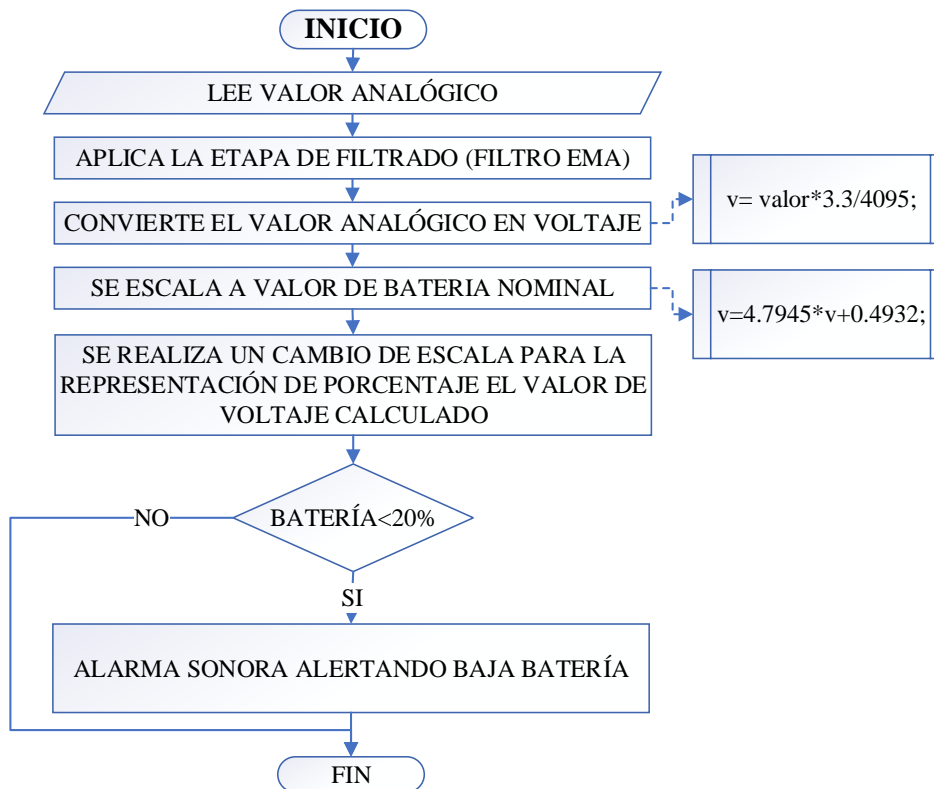 INICIO
LEE VALOR ANALÓGICO
APLICA LA ETAPA DE FILTRADO (FILTRO EMA)
CONVIERTE EL VALOR ANALÓGICO EN VOLTAJE
v= valor*3.3/4095;
SE ESCALA A VALOR DE BATERIA NOMINAL
v=4.7945*v+0.4932;
SE REALIZA UN CAMBIO DE ESCALA PARA LA
REPRESENTACIÓN DE PORCENTAJE EL VALOR DE
VOLTAJE CALCULADO
BATERÍA<20%
NO
SI
ALARMA SONORA ALERTANDO BAJA BATERÍA
FIN